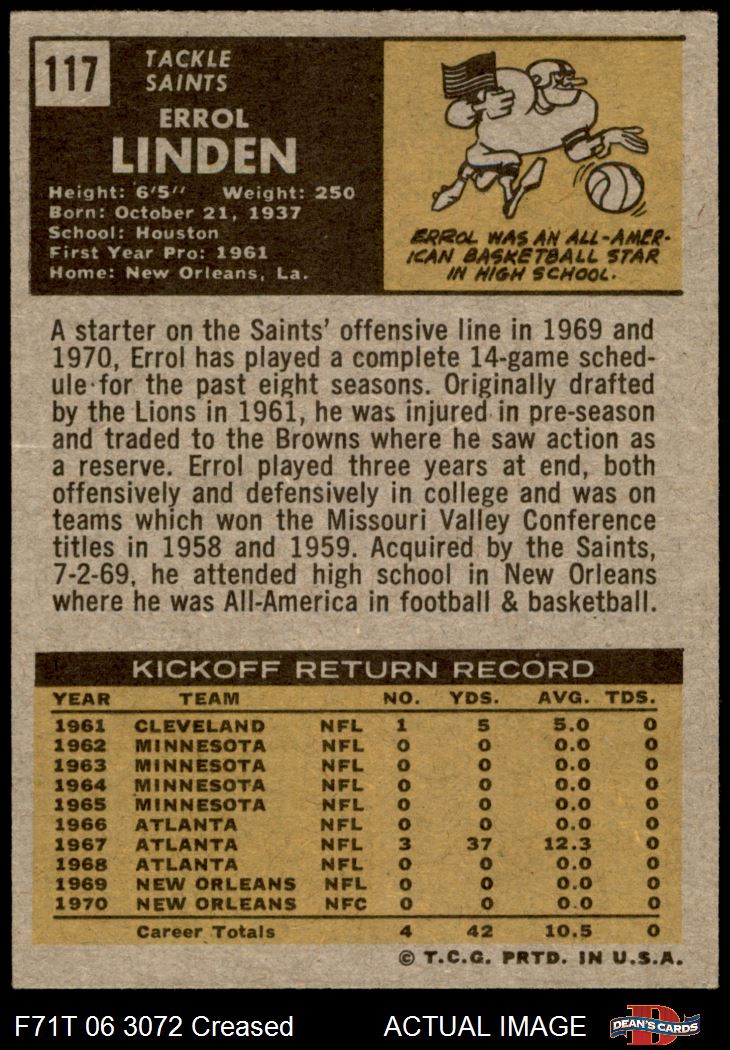 117
TACKLE
SAINTS
ERROL
LINDEN
Height: 6'5" Weight: 250
Born: October 21, 1937
School: Houston
First Year Pro: 1961
Home: New Orleans, La.
ERROL WAS AN ALL-AMER-
ICAN BASKETBALL STAR
IN HIGH SCHOOL.
A starter on the Saints' offensive line in 1969 and
1970, Errol has played a complete 14-game sched-
ule for the past eight seasons. Originally drafted
by the Lions in 1961, he was injured in pre-season
and traded to the Browns where he saw action as
a reserve. Errol played three years at end, both
offensively and defensively in college and was on
teams which won the Missouri Valley Conference
titles in 1958 and 1959. Acquired by the Saints,
7-2-69, he attended high school in New Orleans
where he was All-America in football & basketball.
KICKOFF RETURN RECORD
YEAR TEAM NO. YDS. AVG. TDS.
1961 CLEVELAND NFL 1 5 5.0 0
1962 MINNESOTA NFL 0 0 0.0 0
1963 MINNESOTA NFL 0 0 0.0 0
1964 MINNESOTA NFL 0 0 0.0 0
1965 MINNESOTA NFL 0 0 0.0 0
1966 ATLANTA NFL 0 0 0.0 0
1967 ATLANTA NFL 3 37 12.3 0
1968 ATLANTA NFL 0 0 0.0 0
1969 NEW ORLEANS NFL 0 0 0.0 0
1970 NEW ORLEANS NFC 0 0 0.0 0
Career Totals 4 42 10.5 0
© T.C.G. PRTD. IN U.S.A.
F71T 06 3072 Creased ACTUAL IMAGE
D
DEAN'S CARDS